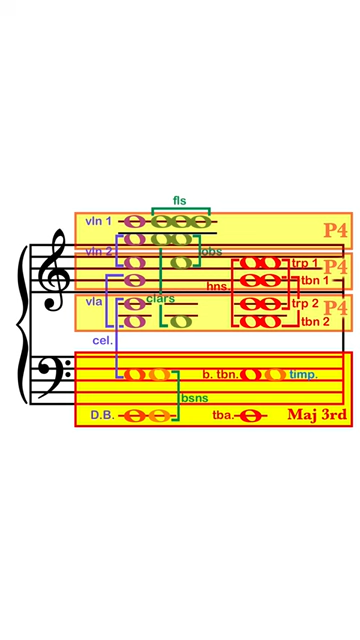 fls
vln 1
P4
vln 2
obs
trp 1
P4
hns.
tbn 1
vla
clars
trp 2
P4
tbn 2
cel.
b. tbn.
timp.
bsns
D.B.
tba.
Maj 3rd